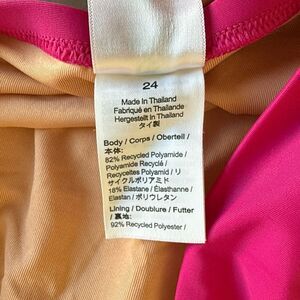 24
Made In Thailand
Fabriqué en Thaïlande
Hergestellt in Thailand
タイ製
Body / Corps / Obertell /
本体:
82% Recycled Polyamide /
Polyamide Recyclé /
Recyceltes Polyamid / リ
サイクルポリアミド
18% Elastane / Élasthanne /
Elastan / ポリウレタン
Lining / Doublure / Futter
/ 裏地:
92% Recycled Polyester /